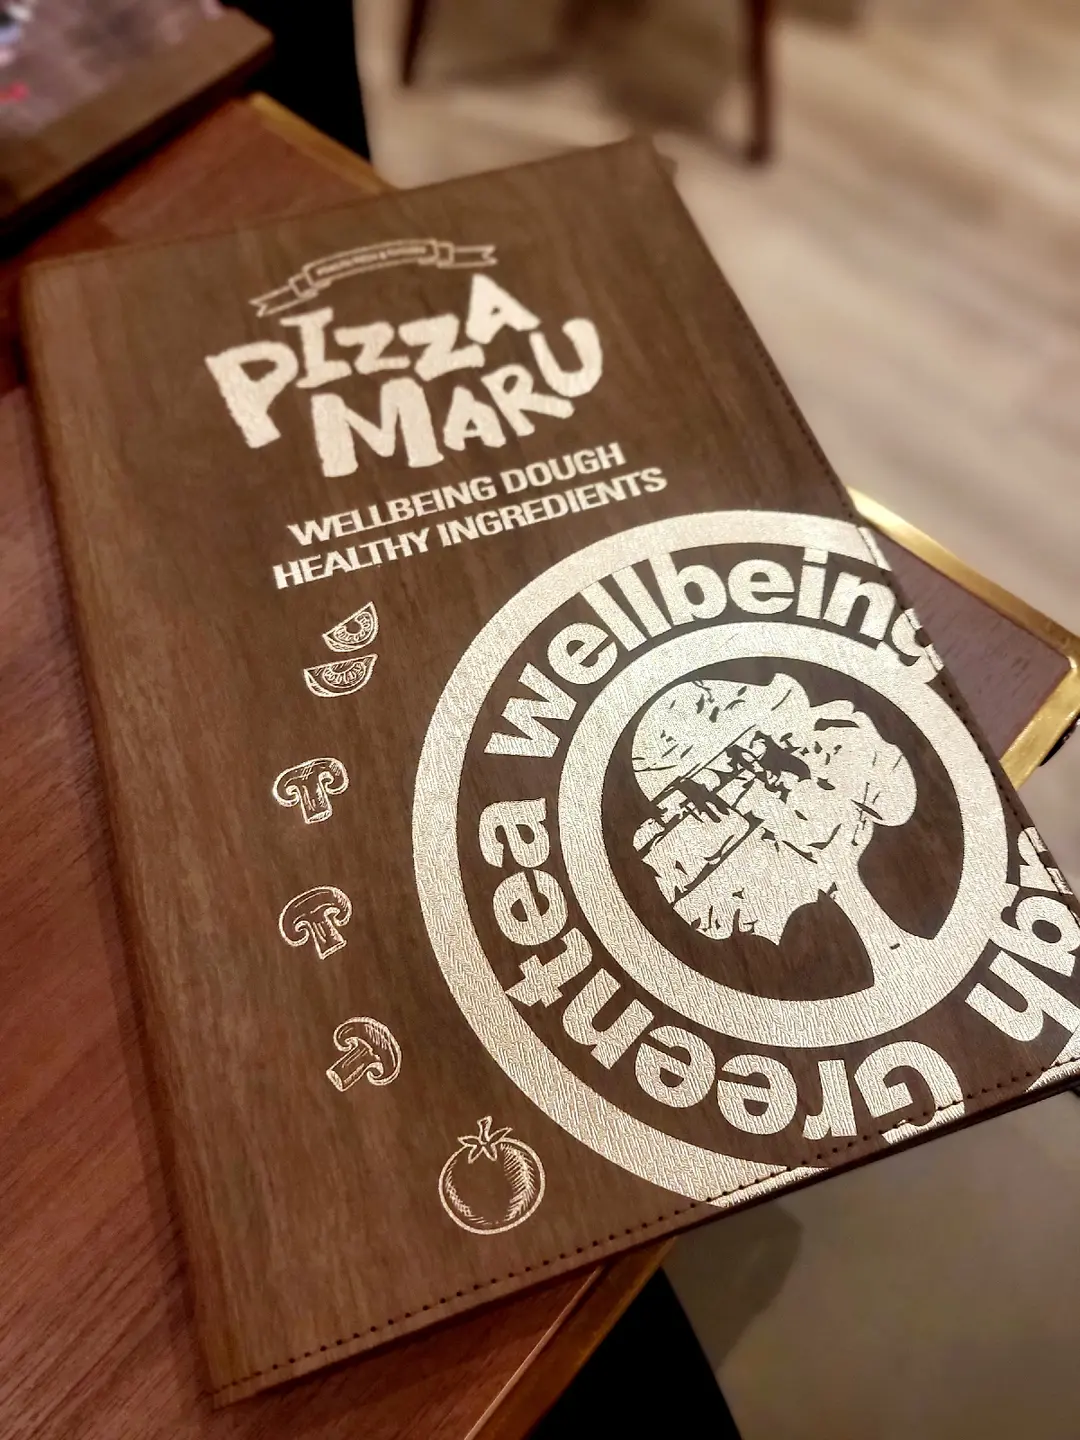 PIZZA
MARU
WELLBEING DOUGH
HEALTHY INGREDIENTS
Greentea wellbeing